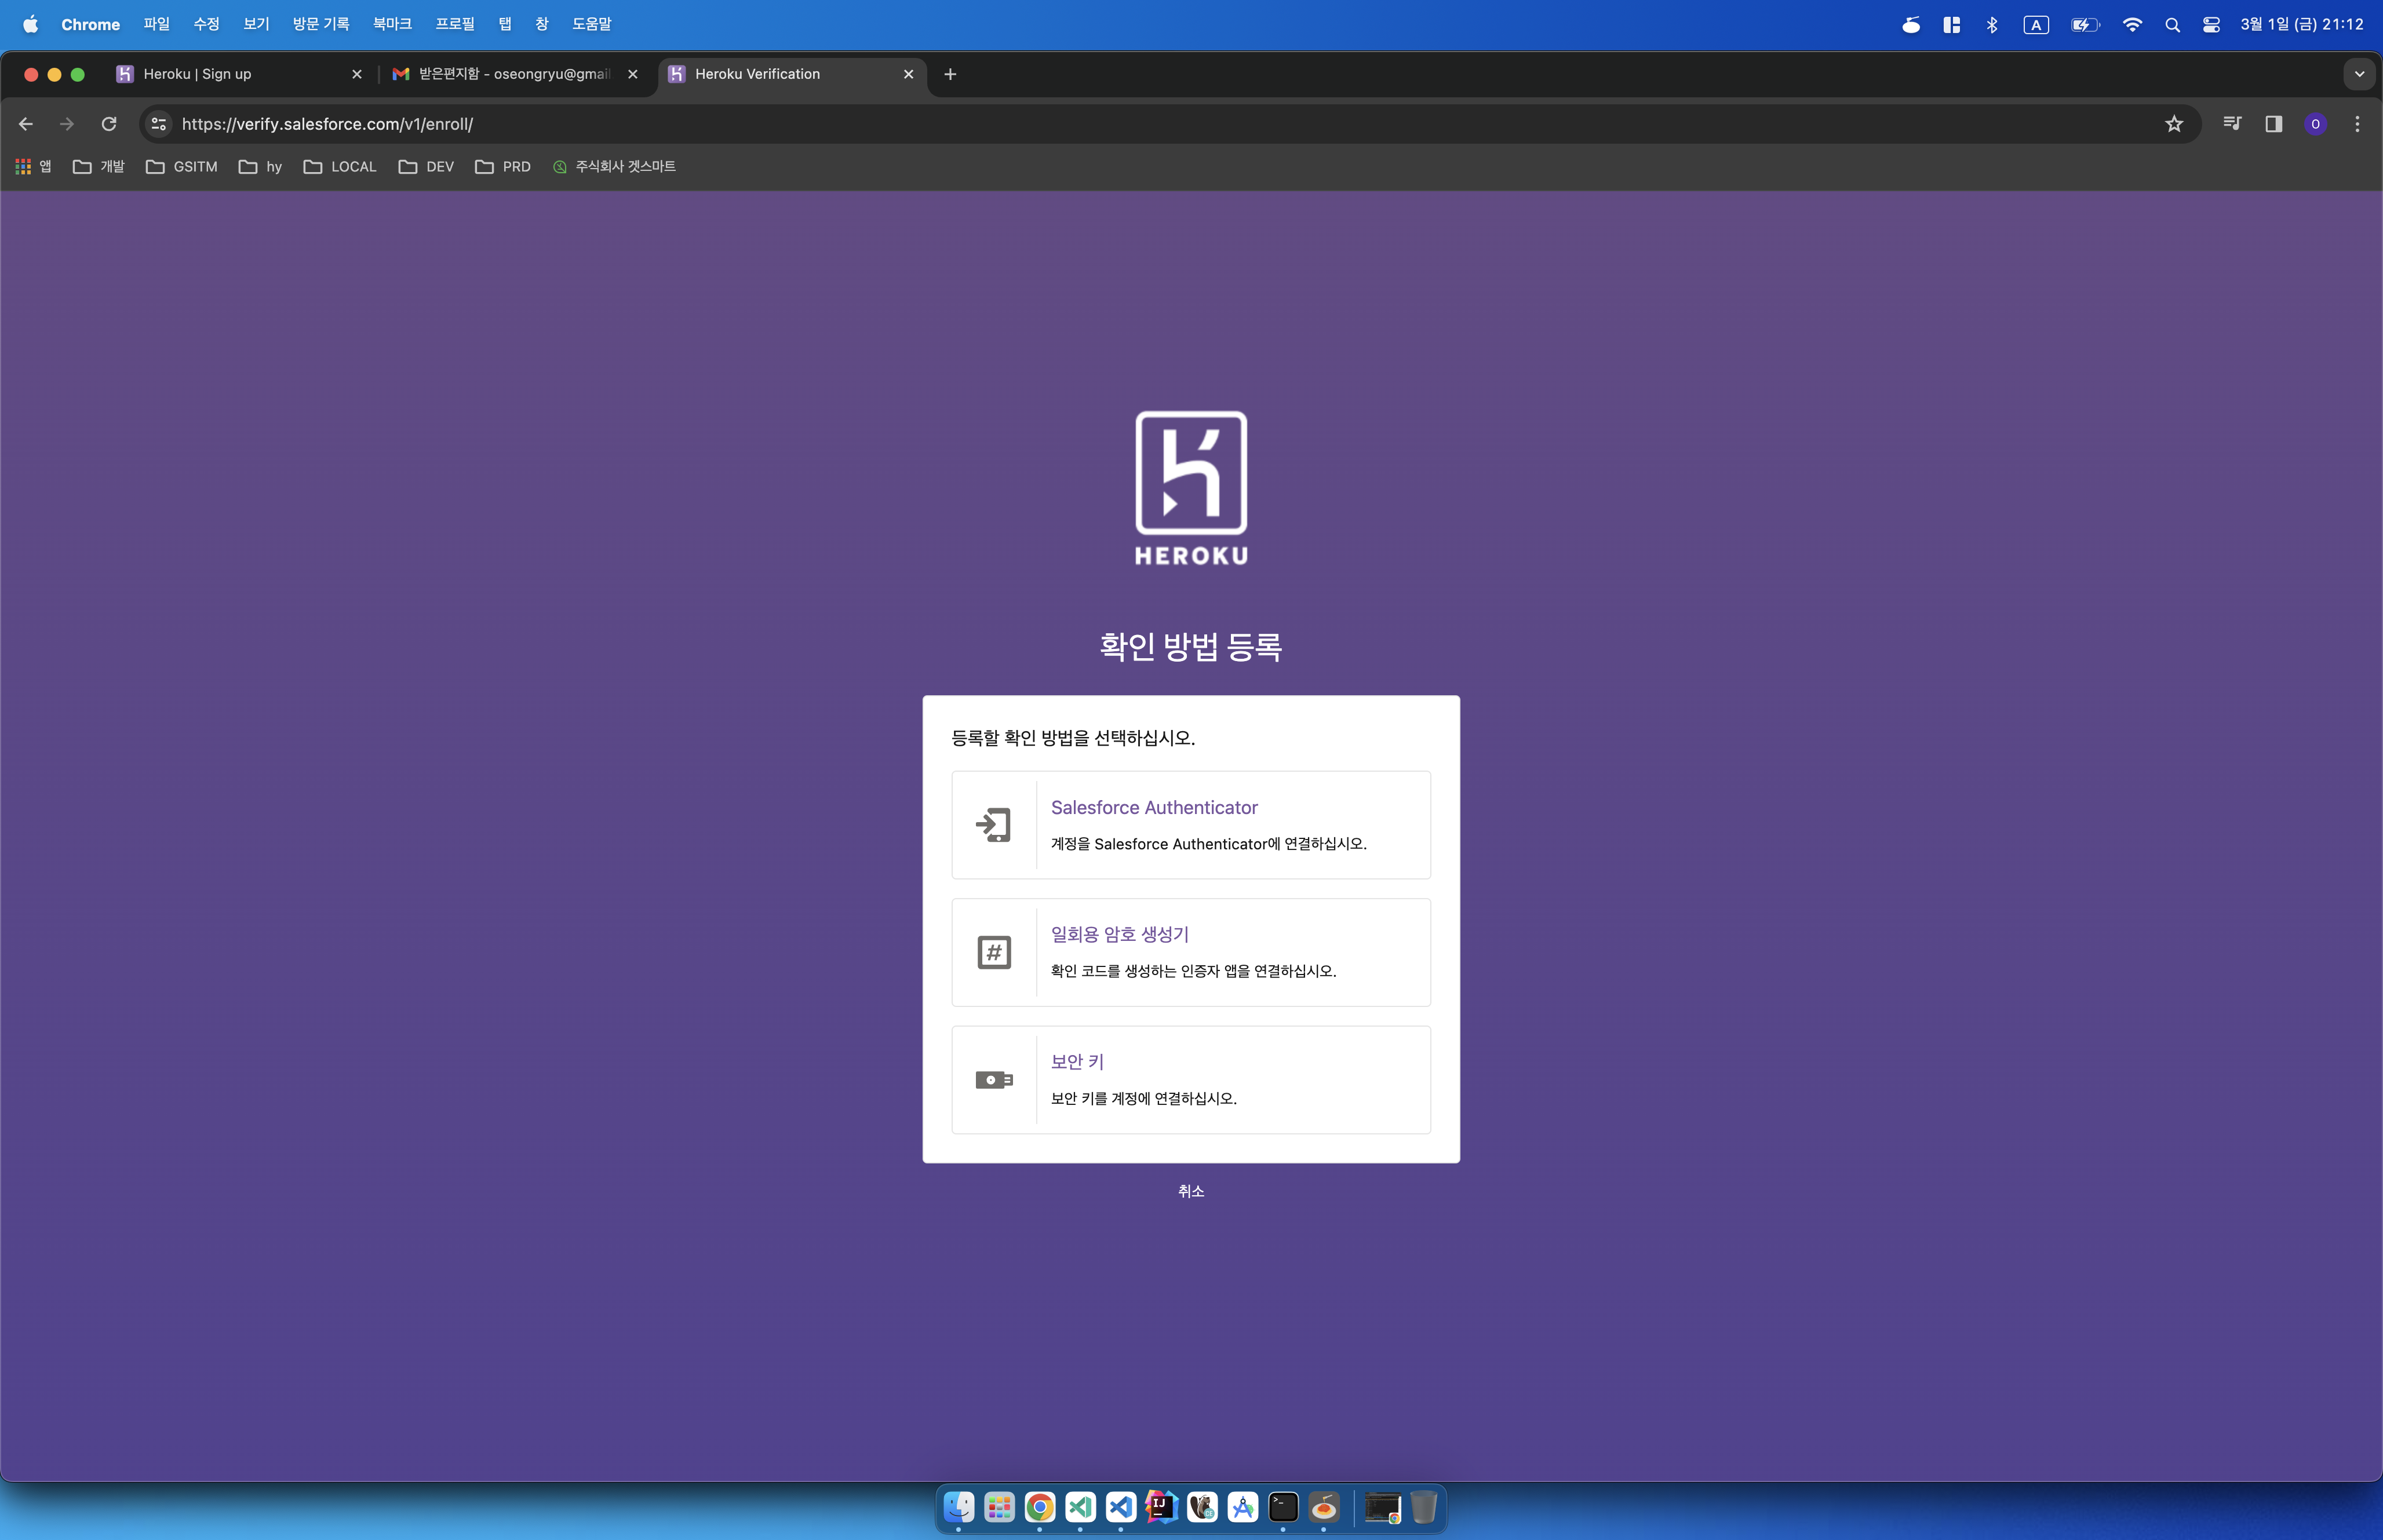 Chrome 파일 수정 보기 방문 기록 북마크 프로필 탭 창 도움말 A 3월 1일 (금) 21:12
Heroku | Sign up 받은편지함 - oseongryu@gmail Heroku Verification
https://verify.salesforce.com/v1/enroll/ O
앱 개발 GSITM hy LOCAL DEV PRD 주식회사 겟스마트
HEROKU
확인 방법 등록
등록할 확인 방법을 선택하십시오.
Salesforce Authenticator
계정을 Salesforce Authenticator에 연결하십시오.
#
일회용 암호 생성기
확인 코드를 생성하는 인증자 앱을 연결하십시오.
보안 키
보안 키를 계정에 연결하십시오.
취소
IJ